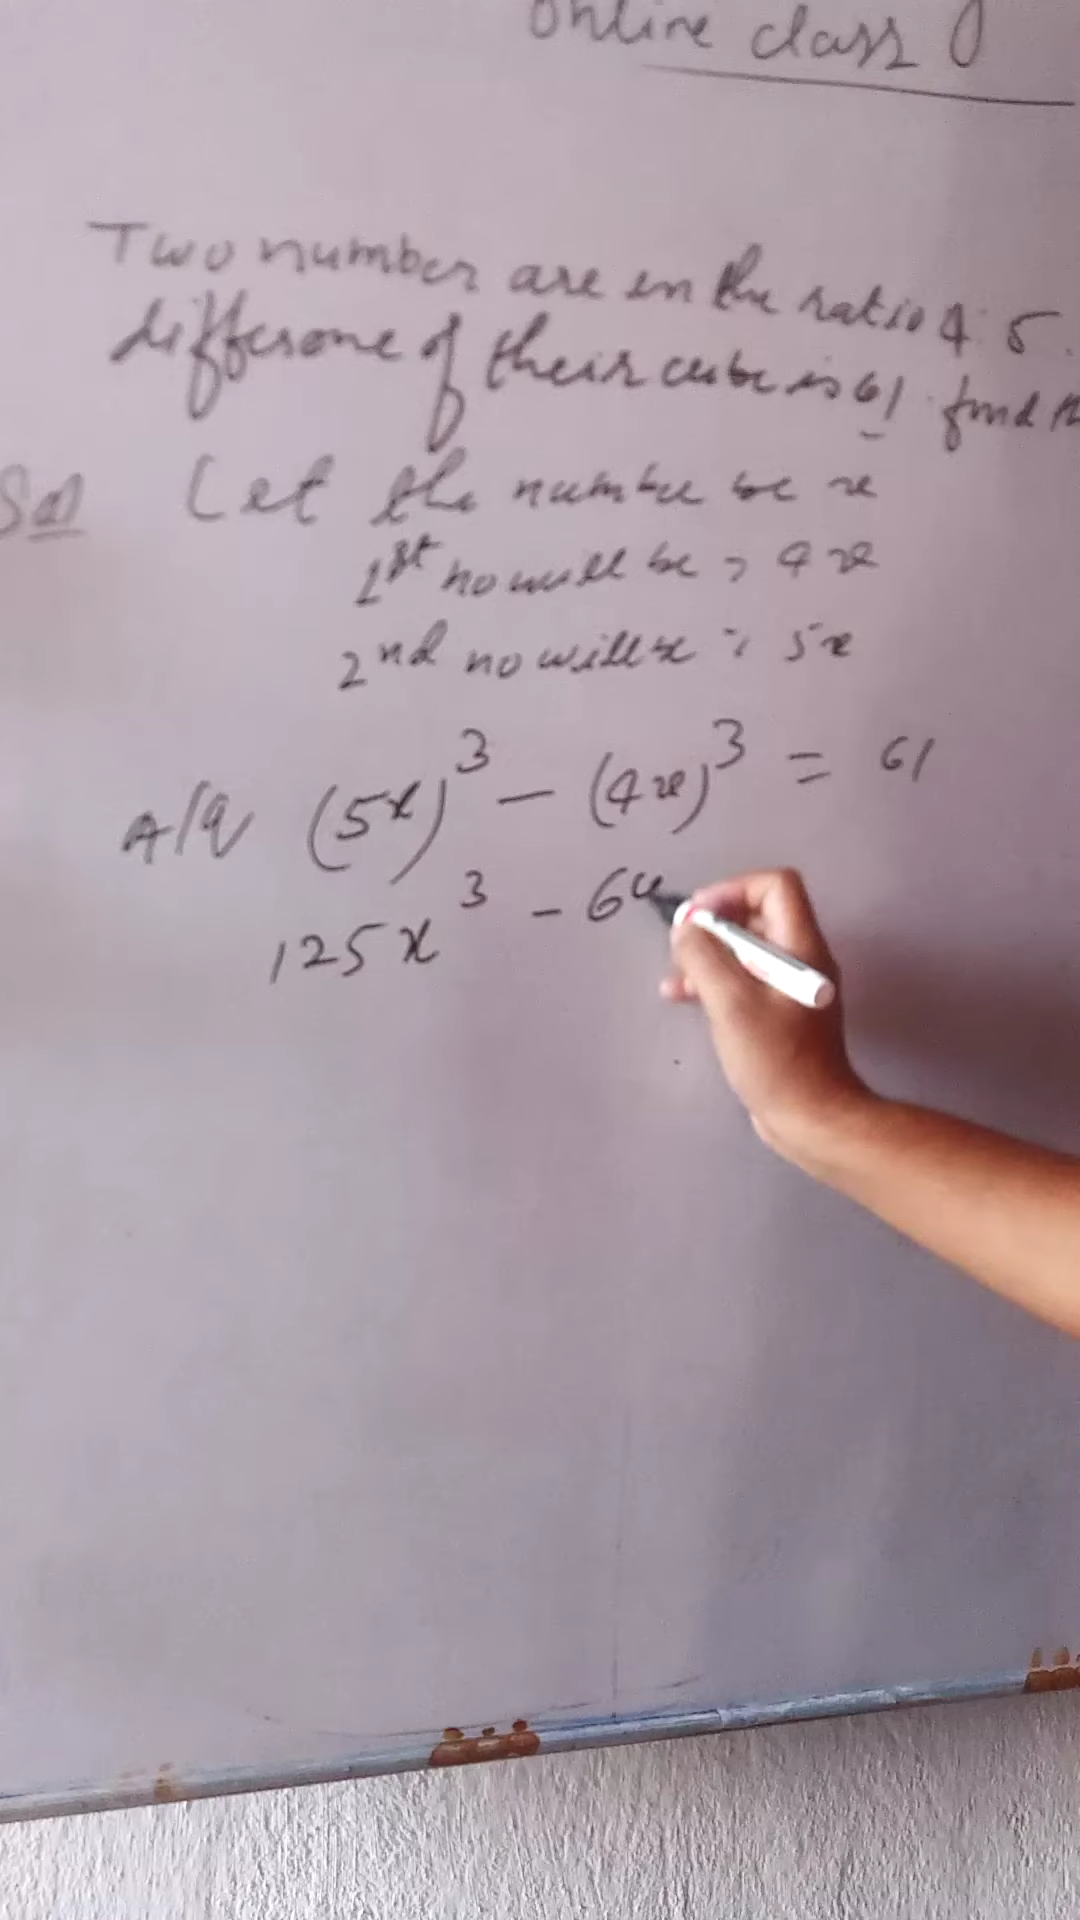 Online class
Two number are in the ratio 4:5.
difference of their cube is 61. find th
Sol Let the number be x
1st no will be > 4x
2nd no will be : 5x
A/Q (5x)³ - (4x)³ = 61
125x³ - 64